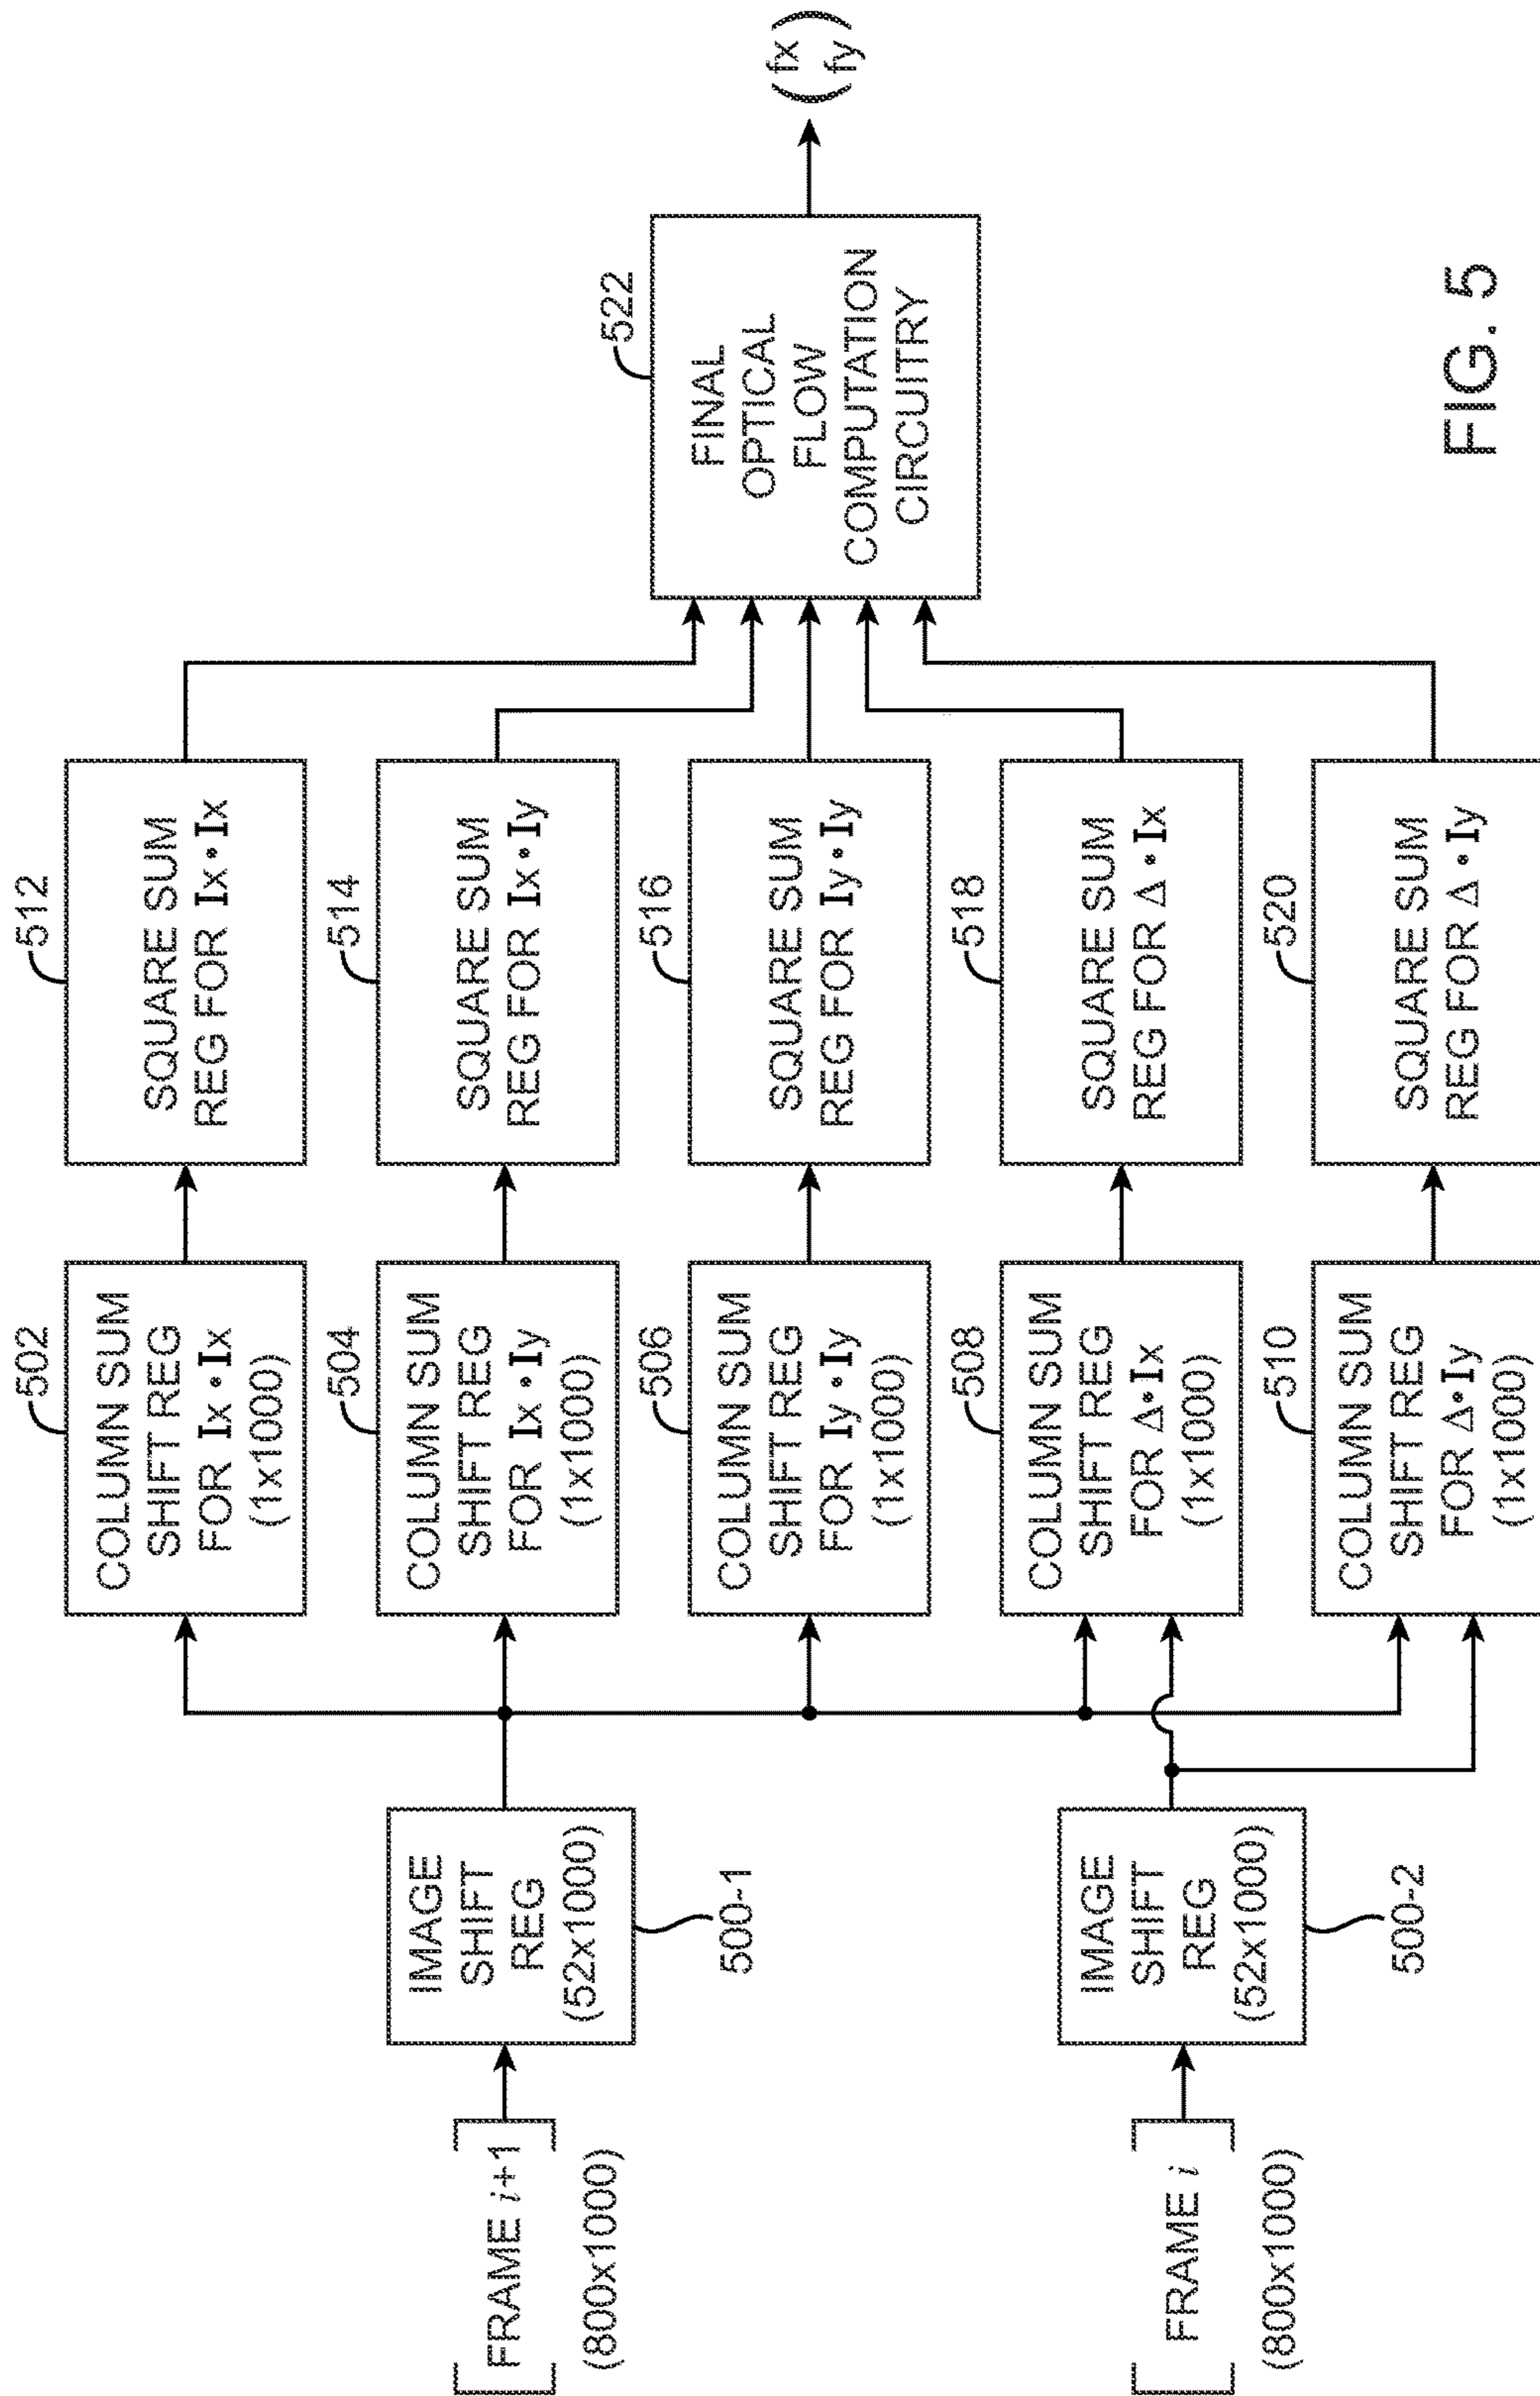 FRAME i+1
(800x1000)
FRAME i
(800x1000)
IMAGE
SHIFT
REG
(52x1000)
500-1
IMAGE
SHIFT
REG
(52x1000)
500-2
502
COLUMN SUM
SHIFT REG
FOR Ix•Ix
(1x1000)
504
COLUMN SUM
SHIFT REG
FOR Ix•Iy
(1x1000)
506
COLUMN SUM
SHIFT REG
FOR Iy•Iy
(1x1000)
508
COLUMN SUM
SHIFT REG
FOR Δ•Ix
(1x1000)
510
COLUMN SUM
SHIFT REG
FOR Δ•Iy
(1x1000)
512
SQUARE SUM
REG FOR Ix•Ix
514
SQUARE SUM
REG FOR Ix•Iy
516
SQUARE SUM
REG FOR Iy•Iy
518
SQUARE SUM
REG FOR Δ•Ix
520
SQUARE SUM
REG FOR Δ•Iy
522
FINAL
OPTICAL
FLOW
COMPUTATION
CIRCUITRY
(fx
fy)
FIG. 5